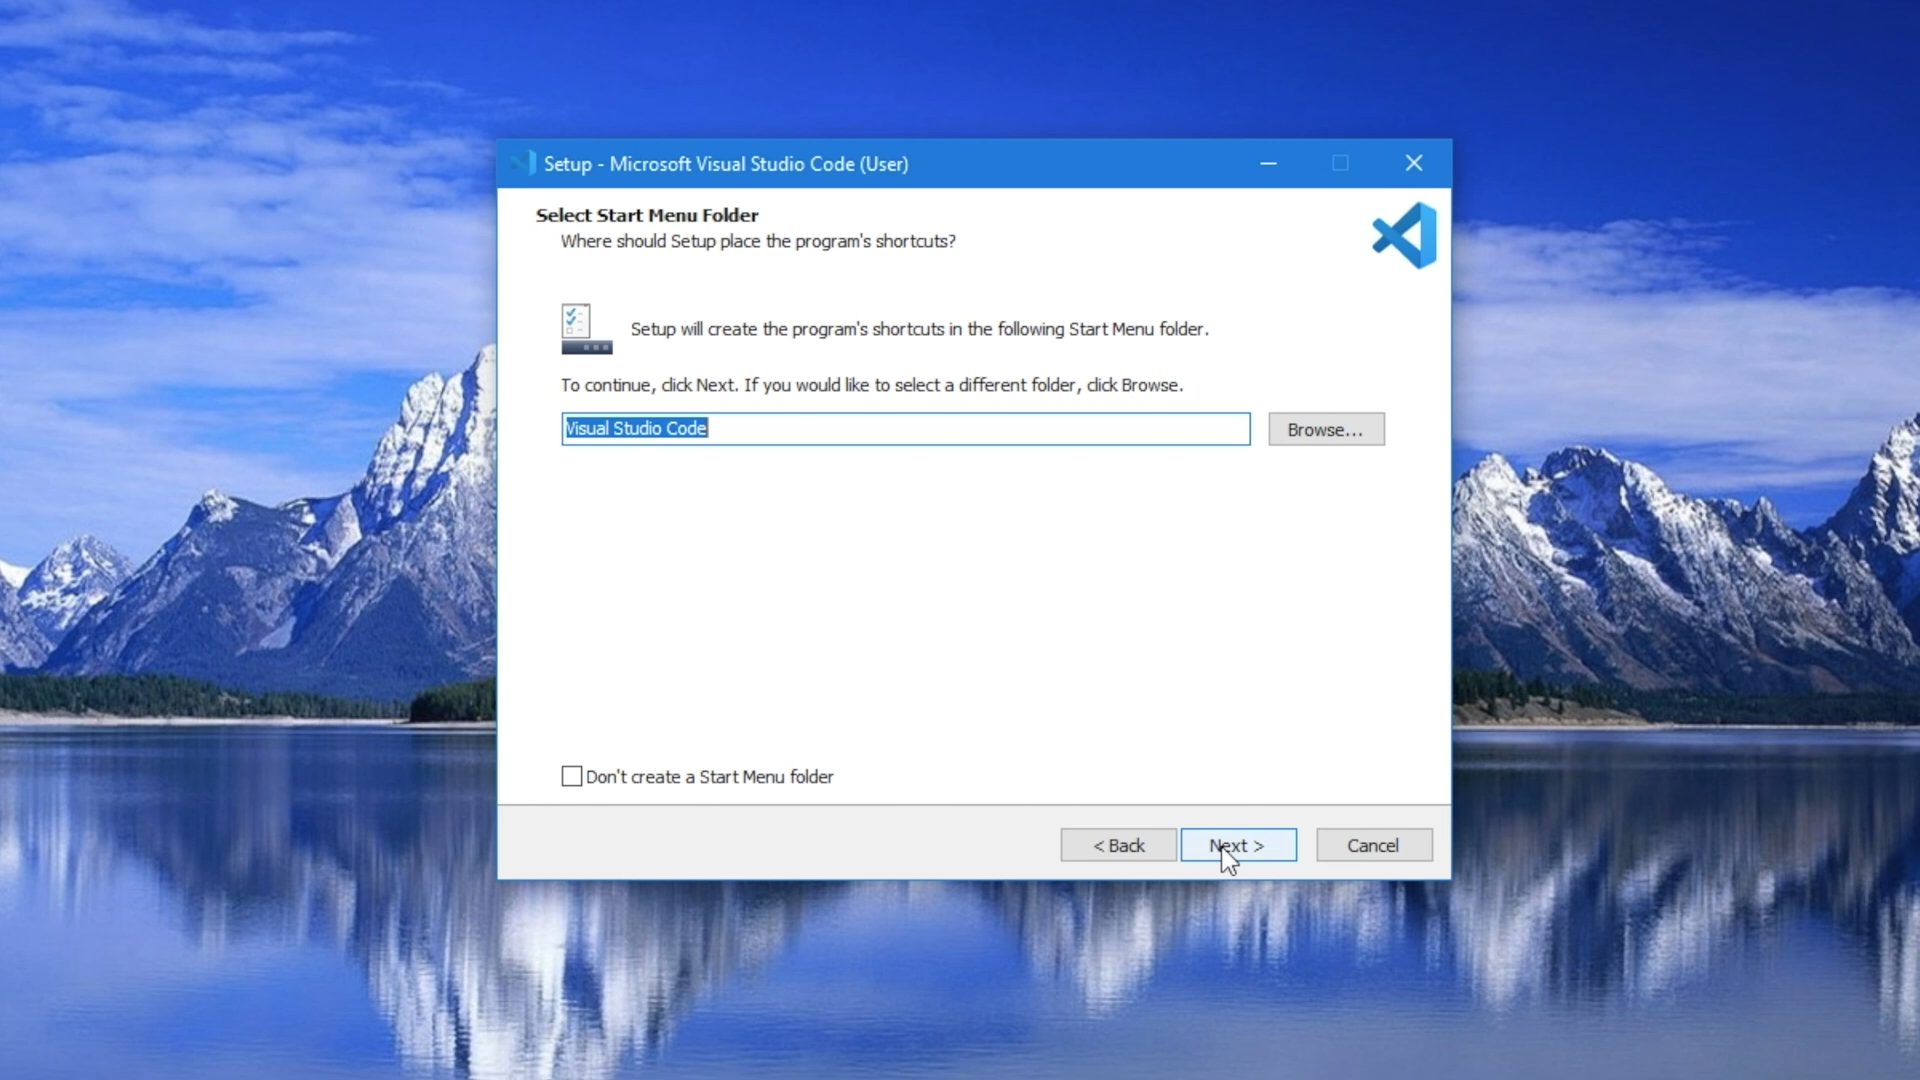 Setup - Microsoft Visual Studio Code (User)
Select Start Menu Folder
Where should Setup place the program's shortcuts?
Setup will create the program's shortcuts in the following Start Menu folder.
To continue, click Next. If you would like to select a different folder, click Browse.
Visual Studio Code
Browse...
Don't create a Start Menu folder
< Back
Next >
Cancel